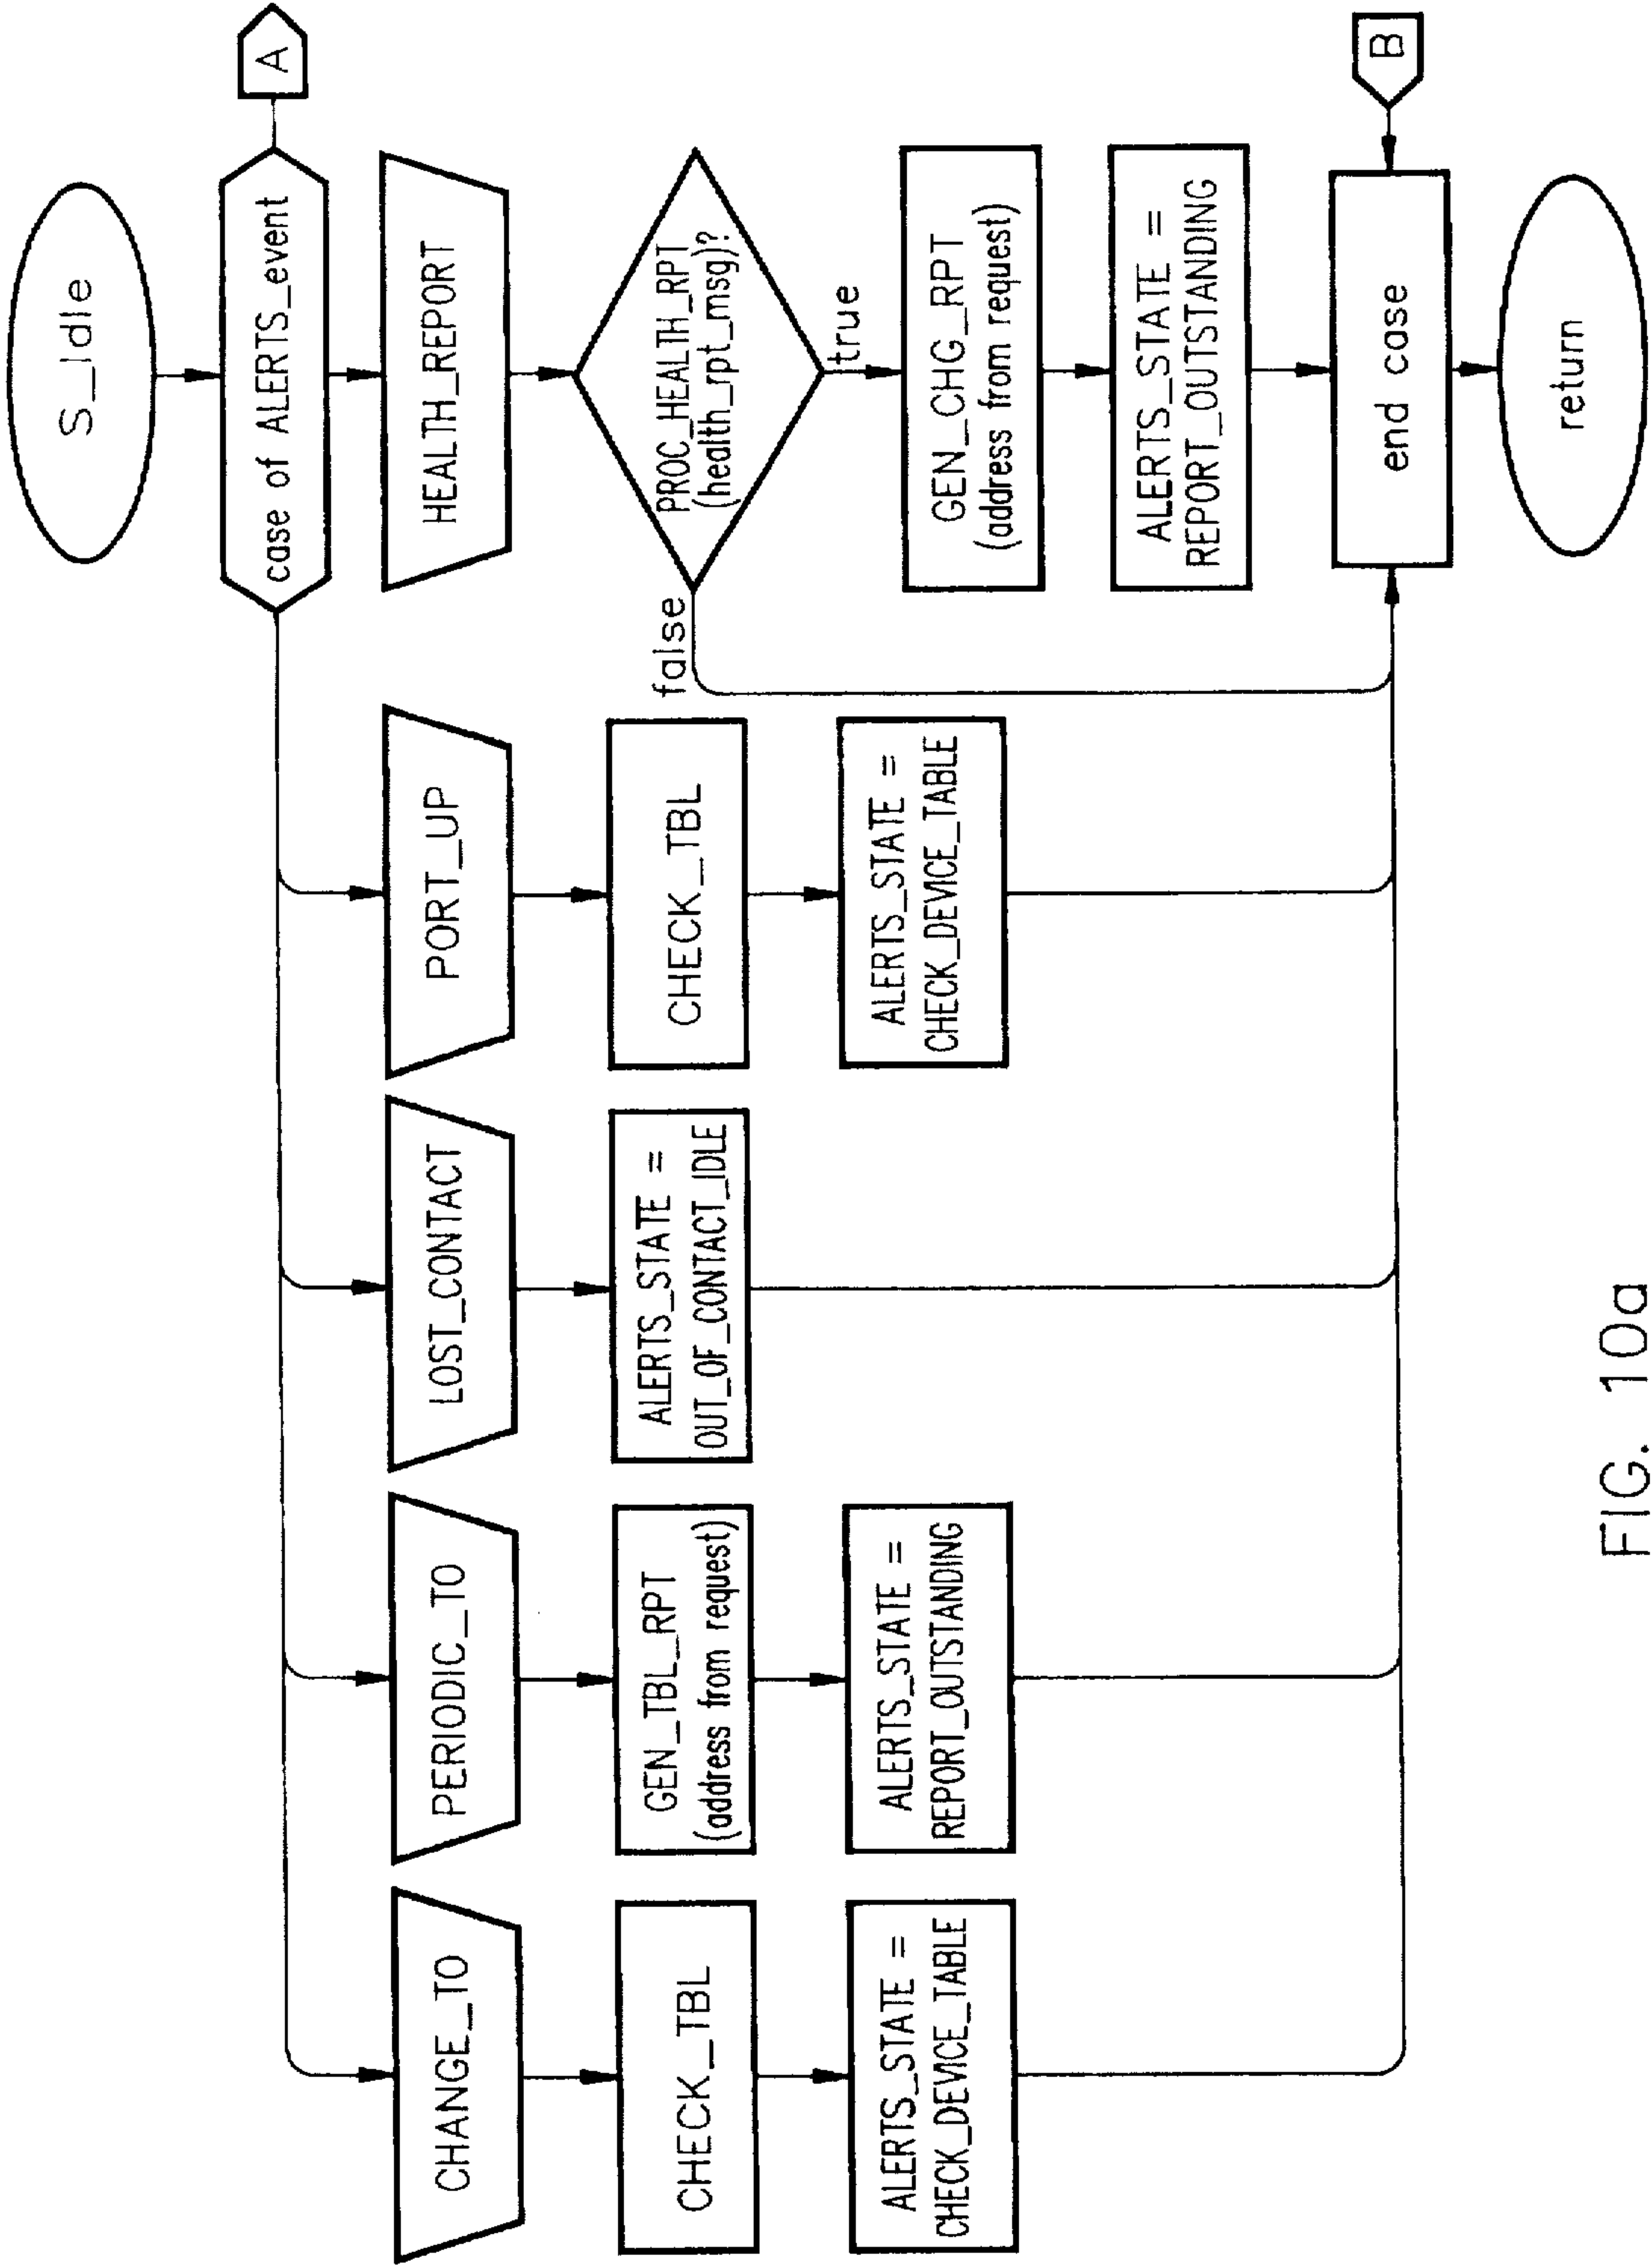 S_Idle
case of ALERTS_event
A
CHANGE_TO
CHECK_TBL
ALERTS_STATE =
CHECK_DEVICE_TABLE
PERIODIC_TO
GEN_TBL_RPT
(address from request)
ALERTS_STATE =
REPORT_OUTSTANDING
LOST_CONTACT
ALERTS_STATE =
OUT_OF_CONTACT_IDLE
PORT_UP
CHECK_TBL
ALERTS_STATE =
CHECK_DEVICE_TABLE
HEALTH_REPORT
PROC_HEALTH_RPT
(health_rpt_msg)?
false
true
GEN_CHG_RPT
(address from request)
ALERTS_STATE =
REPORT_OUTSTANDING
end case
B
return
FIG. 10a